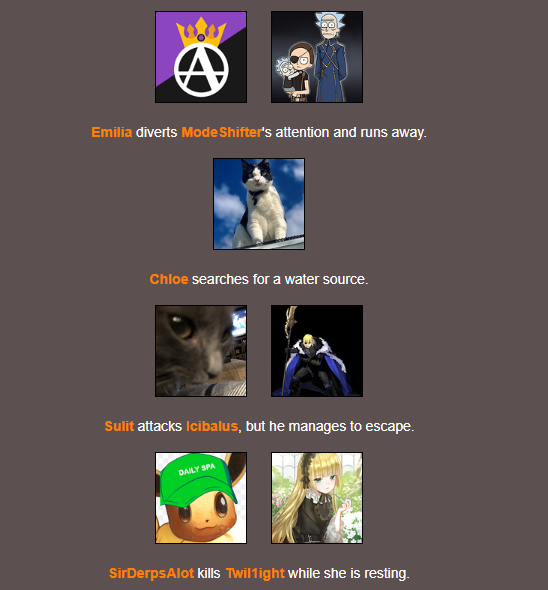 Emilia diverts ModeShifter's attention and runs away.
Chloe searches for a water source.
Sulit attacks Icibalus, but he manages to escape.
DAILY SPA
SirDerpsAlot kills Twil1ight while she is resting.